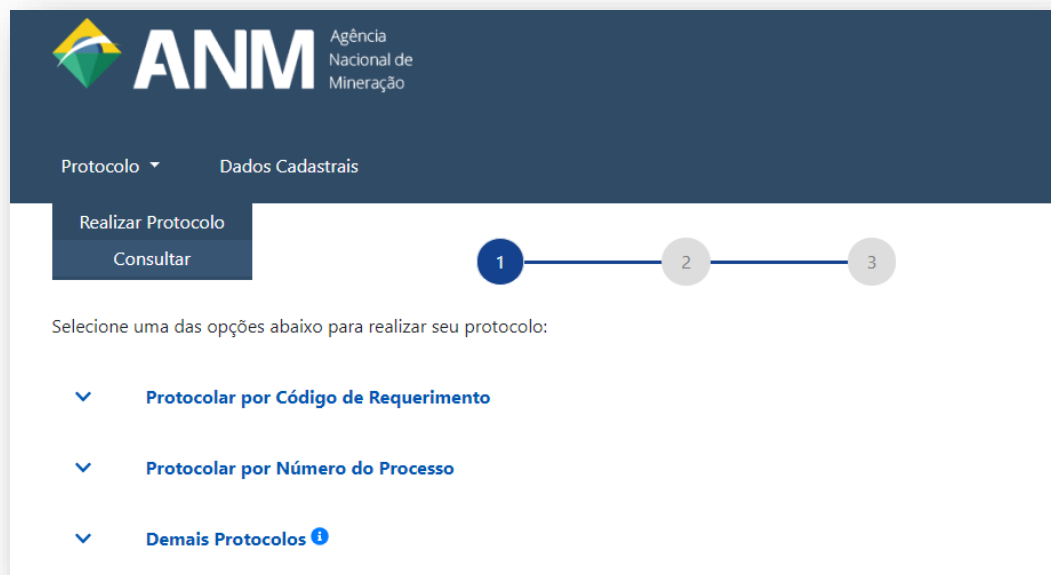 ANM
Agência
Nacional de
Mineração
Protocolo
Dados Cadastrais
Realizar Protocolo
Consultar
1
2
3
Selecione uma das opções abaixo para realizar seu protocolo:
Protocolar por Código de Requerimento
Protocolar por Número do Processo
Demais Protocolos